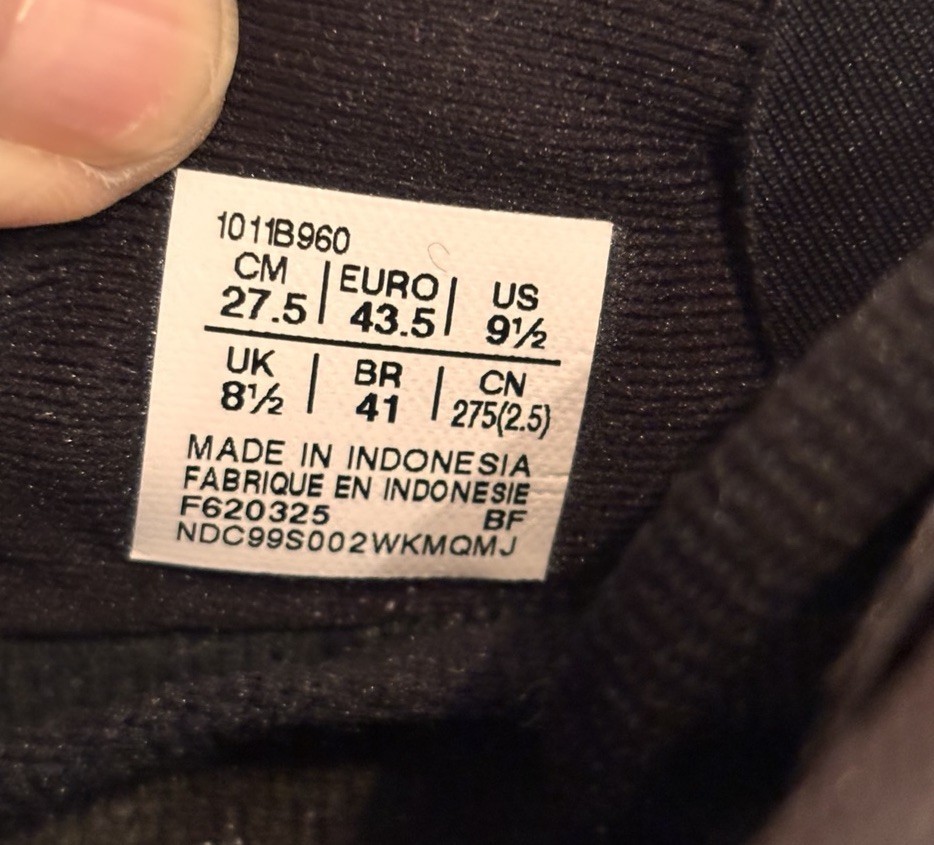 1011B960
CM | EURO | US
27.5 | 43.5 | 9½
UK | BR | CN
8½ | 41 | 275(2.5)
MADE IN INDONESIA
FABRIQUE EN INDONESIE
F620325 BF
NDC99S002WKMQMJ